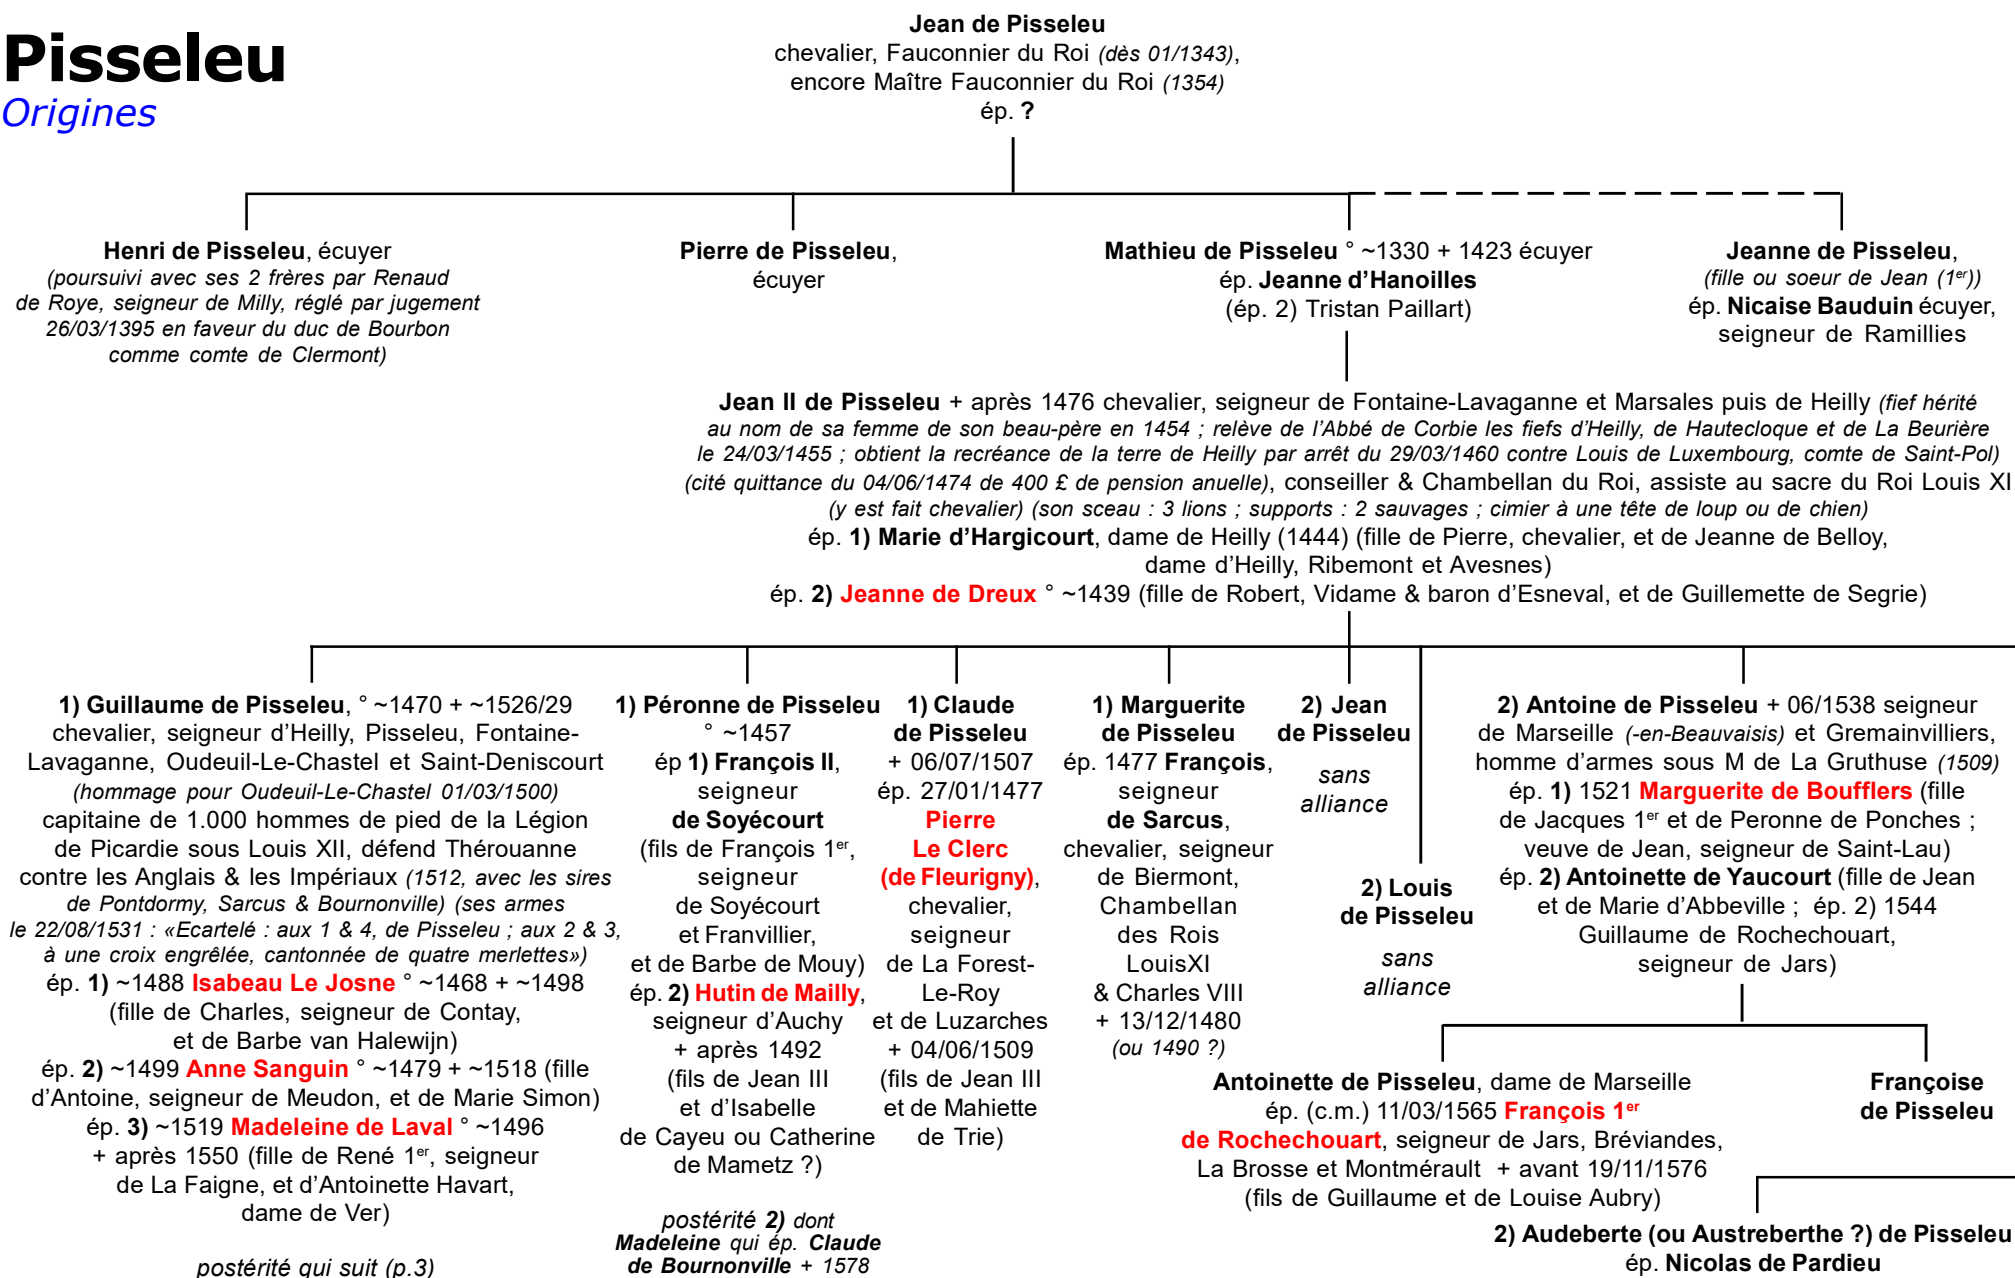 Pisseleu
Origines
Jean de Pisseleu
chevalier, Fauconnier du Roi (dès 01/1343),
encore Maître Fauconnier du Roi (1354)
ép. ?
Henri de Pisseleu, écuyer
(poursuivi avec ses 2 frères par Renaud
de Roye, seigneur de Milly, réglé par jugement
26/03/1395 en faveur du duc de Bourbon
comme comte de Clermont)
Pierre de Pisseleu,
écuyer
Mathieu de Pisseleu ° ~1330 + 1423 écuyer
ép. Jeanne d’Hanoilles
(ép. 2) Tristan Paillart)
Jeanne de Pisseleu,
(fille ou soeur de Jean (1er))
ép. Nicaise Bauduin écuyer,
seigneur de Ramillies
Jean II de Pisseleu + après 1476 chevalier, seigneur de Fontaine-Lavaganne et Marsales puis de Heilly (fief hérité
au nom de sa femme de son beau-père en 1454 ; relève de l’Abbé de Corbie les fiefs d’Heilly, de Hautecloque et de La Beurière
le 24/03/1455 ; obtient la recréance de la terre de Heilly par arrêt du 29/03/1460 contre Louis de Luxembourg, comte de Saint-Pol)
(cité quittance du 04/06/1474 de 400 £ de pension anuelle), conseiller & Chambellan du Roi, assiste au sacre du Roi Louis XI
(y est fait chevalier) (son sceau : 3 lions ; supports : 2 sauvages ; cimier à une tête de loup ou de chien)
ép. 1) Marie d’Hargicourt, dame de Heilly (1444) (fille de Pierre, chevalier, et de Jeanne de Belloy,
dame d’Heilly, Ribemont et Avesnes)
ép. 2) Jeanne de Dreux ° ~1439 (fille de Robert, Vidame & baron d’Esneval, et de Guillemette de Segrie)
1) Guillaume de Pisseleu, ° ~1470 + ~1526/29
chevalier, seigneur d’Heilly, Pisseleu, Fontaine-
Lavaganne, Oudeuil-Le-Chastel et Saint-Deniscourt
(hommage pour Oudeuil-Le-Chastel 01/03/1500)
capitaine de 1.000 hommes de pied de la Légion
de Picardie sous Louis XII, défend Thérouanne
contre les Anglais & les Impériaux (1512, avec les sires
de Pontdormy, Sarcus & Bournonville) (ses armes
le 22/08/1531 : «Ecartelé : aux 1 & 4, de Pisseleu ; aux 2 & 3,
à une croix engrêlée, cantonnée de quatre merlettes»)
ép. 1) ~1488 Isabeau Le Josne ° ~1468 + ~1498
(fille de Charles, seigneur de Contay,
et de Barbe van Halewijn)
ép. 2) ~1499 Anne Sanguin ° ~1479 + ~1518 (fille
d’Antoine, seigneur de Meudon, et de Marie Simon)
ép. 3) ~1519 Madeleine de Laval ° ~1496
+ après 1550 (fille de René 1er, seigneur
de La Faigne, et d’Antoinette Havart,
dame de Ver)
postérité qui suit (p.3)
1) Péronne de Pisseleu
° ~1457
ép 1) François II,
seigneur
de Soyécourt
(fils de François 1er,
seigneur
de Soyécourt
et Franvillier,
et de Barbe de Mouy)
ép. 2) Hutin de Mailly,
seigneur d’Auchy
+ après 1492
(fils de Jean III
et d’Isabelle
de Cayeu ou Catherine
de Mametz ?)
postérité 2) dont
Madeleine qui ép. Claude
de Bournonville + 1578
1) Claude
de Pisseleu
+ 06/07/1507
ép. 27/01/1477
Pierre
Le Clerc
(de Fleurigny),
chevalier,
seigneur
de La Forest-
Le-Roy
et de Luzarches
+ 04/06/1509
(fils de Jean III
et de Mahiette
de Trie)
1) Marguerite
de Pisseleu
ép. 1477 François,
seigneur
de Sarcus,
chevalier, seigneur
de Biermont,
Chambellan
des Rois
LouisXI
& Charles VIII
+ 13/12/1480
(ou 1490 ?)
2) Jean
de Pisseleu
sans
alliance
2) Louis
de Pisseleu
sans
alliance
2) Antoine de Pisseleu + 06/1538 seigneur
de Marseille (-en-Beauvaisis) et Gremainvilliers,
homme d’armes sous M de La Gruthuse (1509)
ép. 1) 1521 Marguerite de Boufflers (fille
de Jacques 1er et de Peronne de Ponches ;
veuve de Jean, seigneur de Saint-Lau)
ép. 2) Antoinette de Yaucourt (fille de Jean
et de Marie d’Abbeville ; ép. 2) 1544
Guillaume de Rochechouart,
seigneur de Jars)
Antoinette de Pisseleu, dame de Marseille
ép. (c.m.) 11/03/1565 François 1er
de Rochechouart, seigneur de Jars, Bréviandes,
La Brosse et Montmérault + avant 19/11/1576
(fils de Guillaume et de Louise Aubry)
Françoise
de Pisseleu
2) Audeberte (ou Austreberthe ?) de Pisseleu
ép. Nicolas de Pardieu